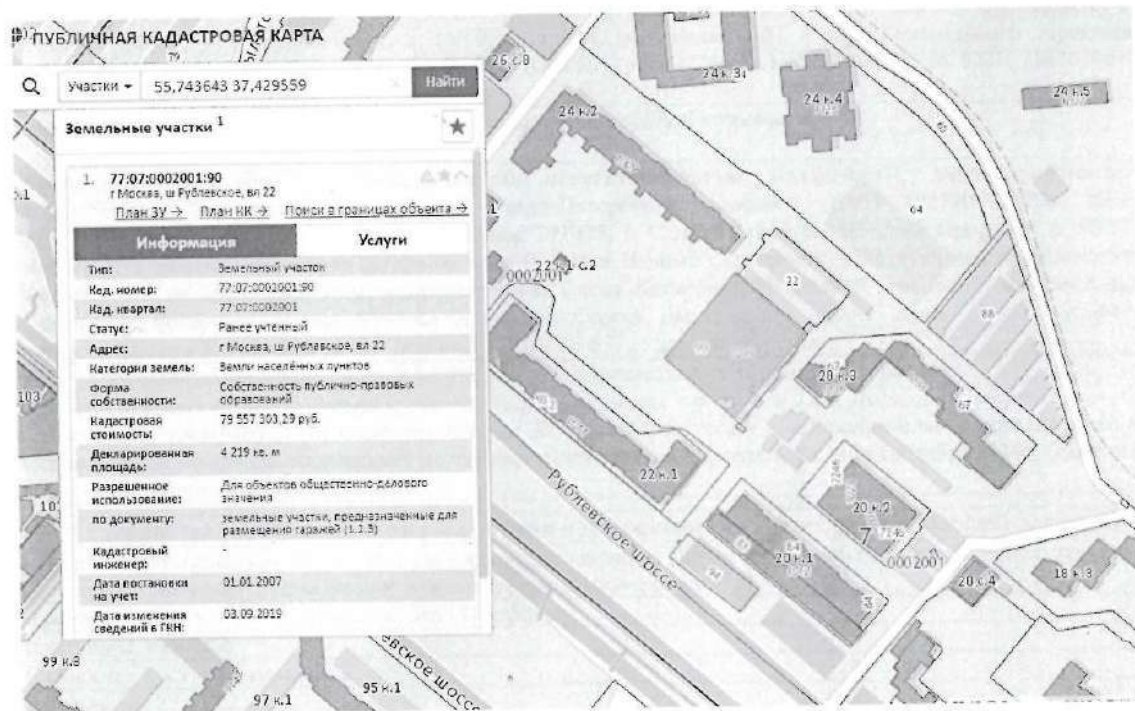 ПУБЛИЧНАЯ КАДАСТРОВАЯ КАРТА
Участки
55,743643 37,429559
Найти
Земельные участки 1
1. 77:07:0002001:90
г Москва, ш Рублевское, вл 22
План ЗУ → План КК → Поиск в границах объекта →
Информация Услуги
Тип: Земельный участок
Кад. номер: 77:07:0002001:90
Кад. квартал: 77:07:0002001
Статус: Ранее учтенный
Адрес: г Москва, ш Рублевское, вл 22
Категория земель: Земли населённых пунктов
Форма собственности: Собственность публично-правовых образований
Кадастровая стоимость: 79 557 303,29 руб.
Декларированная площадь: 4 219 кв. м
Разрешенное использование: Для объектов общественно-делового значения
по документу: земельные участки, предназначенные для размещения гаражей (1.2.3)
Кадастровый инженер: -
Дата постановки на учет: 01.01.2007
Дата изменения сведений в ГКН: 03.09.2019
79
26 с.8
24 к.3
24 к.4
24 к.5
24 к.2
64
22
0002001
88
67
20 к.3
22 к.1
20 к.2
7
0002001
20 к.1
94
20 с.4
18 к.3
Рублевское шоссе
103
99 к.3
97 к.1
95 к.1
евское шоссе